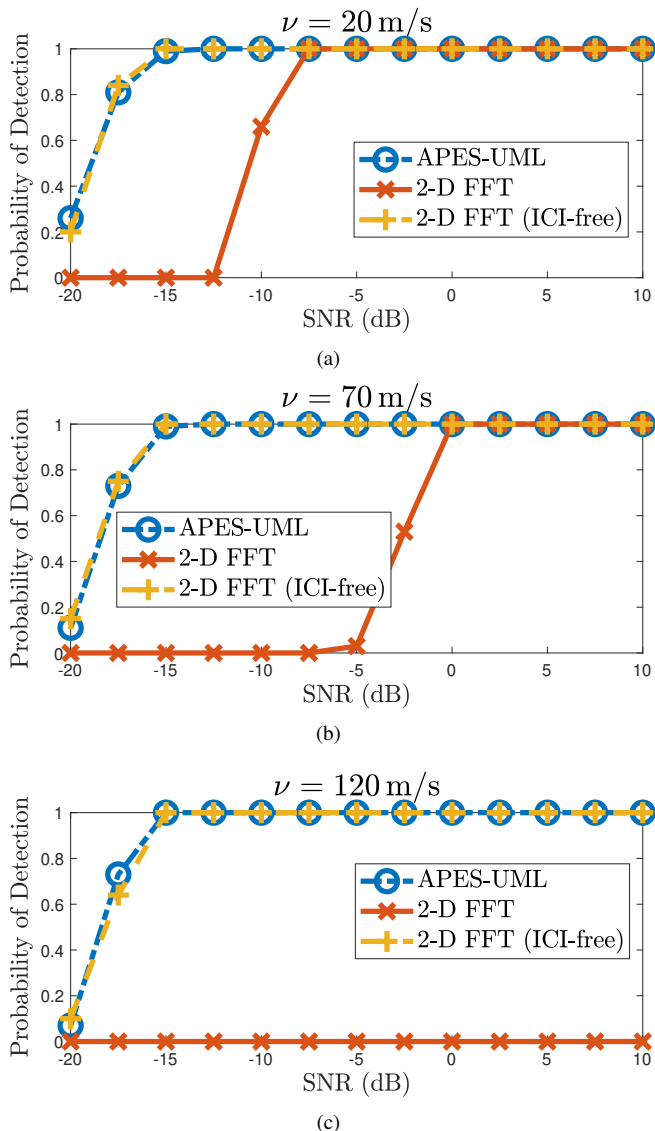 ν = 20 m/s
Probability of Detection
1
0.8
0.6
0.4
0.2
0
APES-UML
2-D FFT
2-D FFT (ICI-free)
-20 -15 -10 -5 0 5 10
SNR (dB)
(a)
ν = 70 m/s
Probability of Detection
1
0.8
0.6
0.4
0.2
0
APES-UML
2-D FFT
2-D FFT (ICI-free)
-20 -15 -10 -5 0 5 10
SNR (dB)
(b)
ν = 120 m/s
Probability of Detection
1
0.8
0.6
0.4
0.2
0
APES-UML
2-D FFT
2-D FFT (ICI-free)
-20 -15 -10 -5 0 5 10
SNR (dB)
(c)